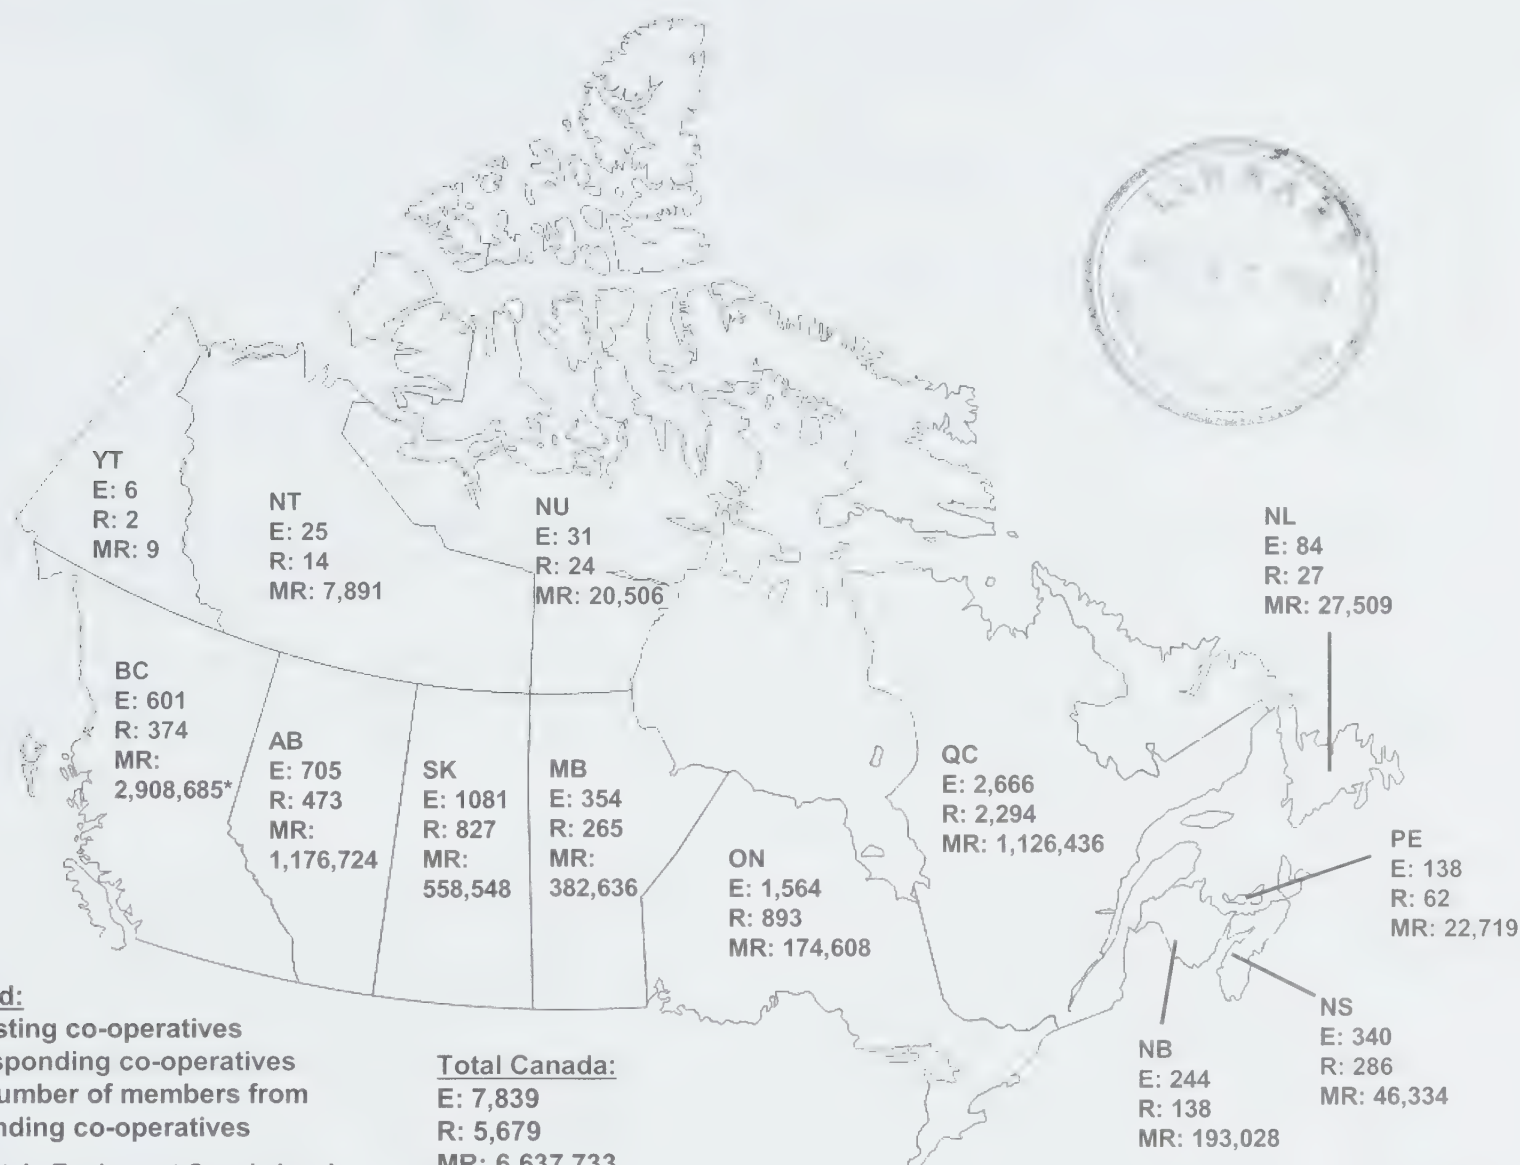 YT
E: 6
R: 2
MR: 9
NT
E: 25
R: 14
MR: 7,891
NU
E: 31
R: 24
MR: 20,506
NL
E: 84
R: 27
MR: 27,509
BC
E: 601
R: 374
MR:
2,908,685*
AB
E: 705
R: 473
MR:
1,176,724
SK
E: 1081
R: 827
MR:
558,548
MB
E: 354
R: 265
MR:
382,636
ON
E: 1,564
R: 893
MR: 174,608
QC
E: 2,666
R: 2,294
MR: 1,126,436
PE
E: 138
R: 62
MR: 22,719
NS
E: 340
R: 286
MR: 46,334
NB
E: 244
R: 138
MR: 193,028
d:
sting co-operatives
sponding co-operatives
umber of members from
nding co-operatives
Total Canada:
E: 7,839
R: 5,679
MR: 6,637,733